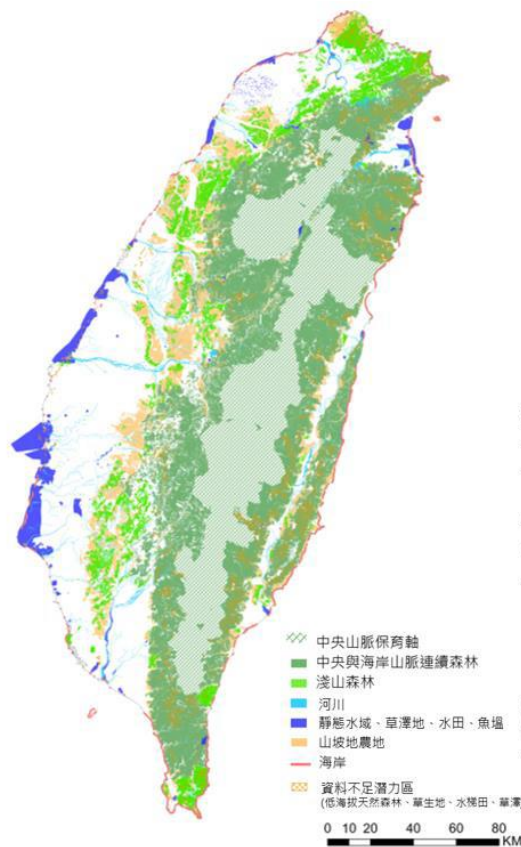 中央山脈保育軸
中央與海岸山脈連續森林
淺山森林
河川
靜態水域、草澤地、水田、魚塭
山坡地農地
海岸
資料不足潛力區
(低海拔天然森林、草生地、水梯田、草澤)
0 10 20 40 60 80
KM